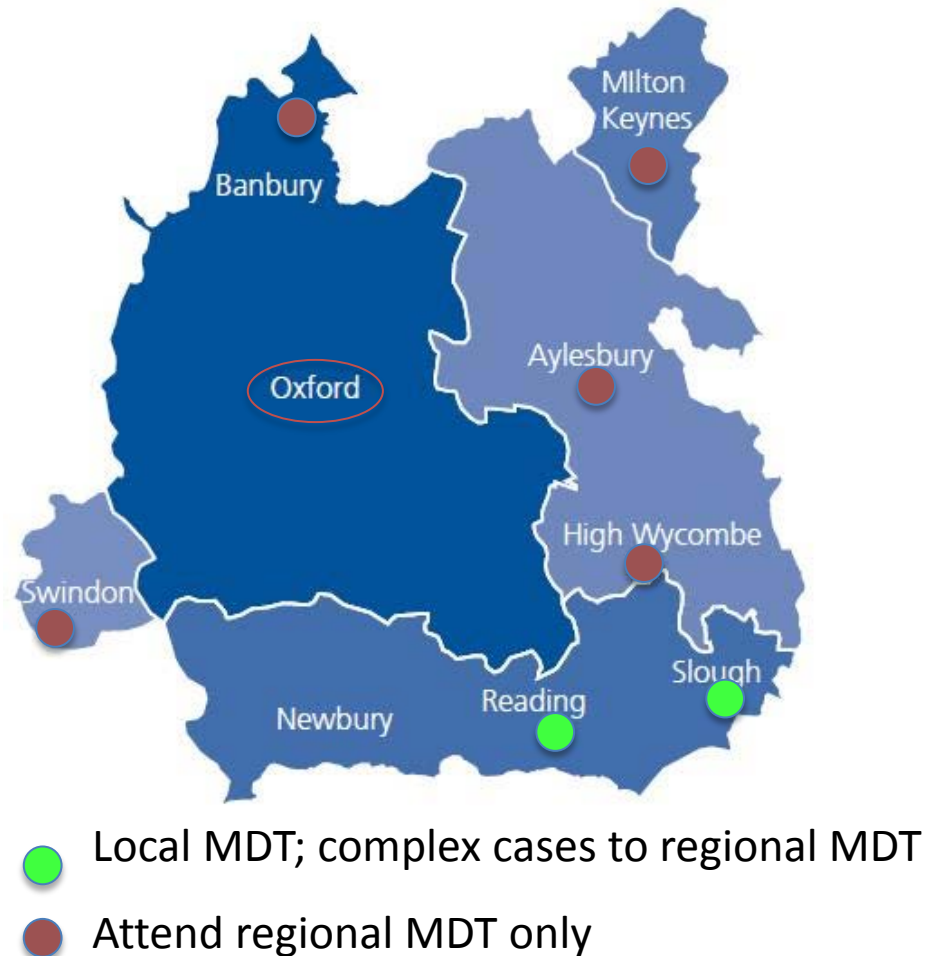 MIlton
Keynes
Banbury
Aylesbury
Oxford
High Wycombe
Swindon
Slough
Reading
Newbury
Local MDT; complex cases to regional MDT
Attend regional MDT only